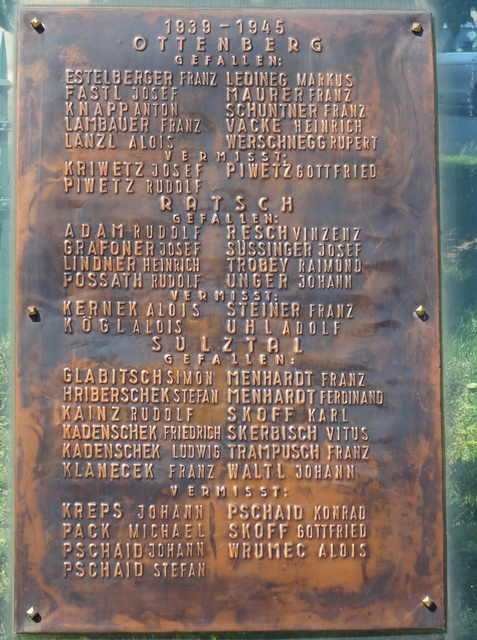 1939-1945
OTTENBERG
GEFALLEN:
ESTELBERGER FRANZ LEDINEG MARKUS
FASTL JOSEF MAURER FRANZ
KNAPP ANTON SCHUNTNER FRANZ
LAMBAUER FRANZ VACKE HEINRICH
LANZL ALOIS WERSCHNEGG RUPERT
VERMISST:
KRIWETZ JOSEF PIWETZ GOTTFRIED
PIWETZ RUDOLF
RATSCH
GEFALLEN:
ADAM RUDOLF RESCH VINZENZ
GRAFONER JOSEF SÜSSINGER JOSEF
LINDNER HEINRICH TROBEY RAIMUND
POSSATH RUDOLF UNGER JOHANN
VERMISST:
KERNEK ALOIS STEINER FRANZ
KÖGL ALOIS UHL ADOLF
SULZTAL
GEFALLEN:
GLABITSCH SIMON MENHARDT FRANZ
HRIBERSCHEK STEFAN MENHARDT FERDINAND
KAINZ RUDOLF SKOFF KARL
KADENSCHEK FRIEDRICH SKERBISCH VITUS
KADENSCHEK LUDWIG TRAMPUSCH FRANZ
KLANECEK FRANZ WALTL JOHANN
VERMISST:
KREPS JOHANN PSCHAID KONRAD
PACK MICHAEL SKOFF GOTTFRIED
PSCHAID JOHANN WRUMEC ALOIS
PSCHAID STEFAN